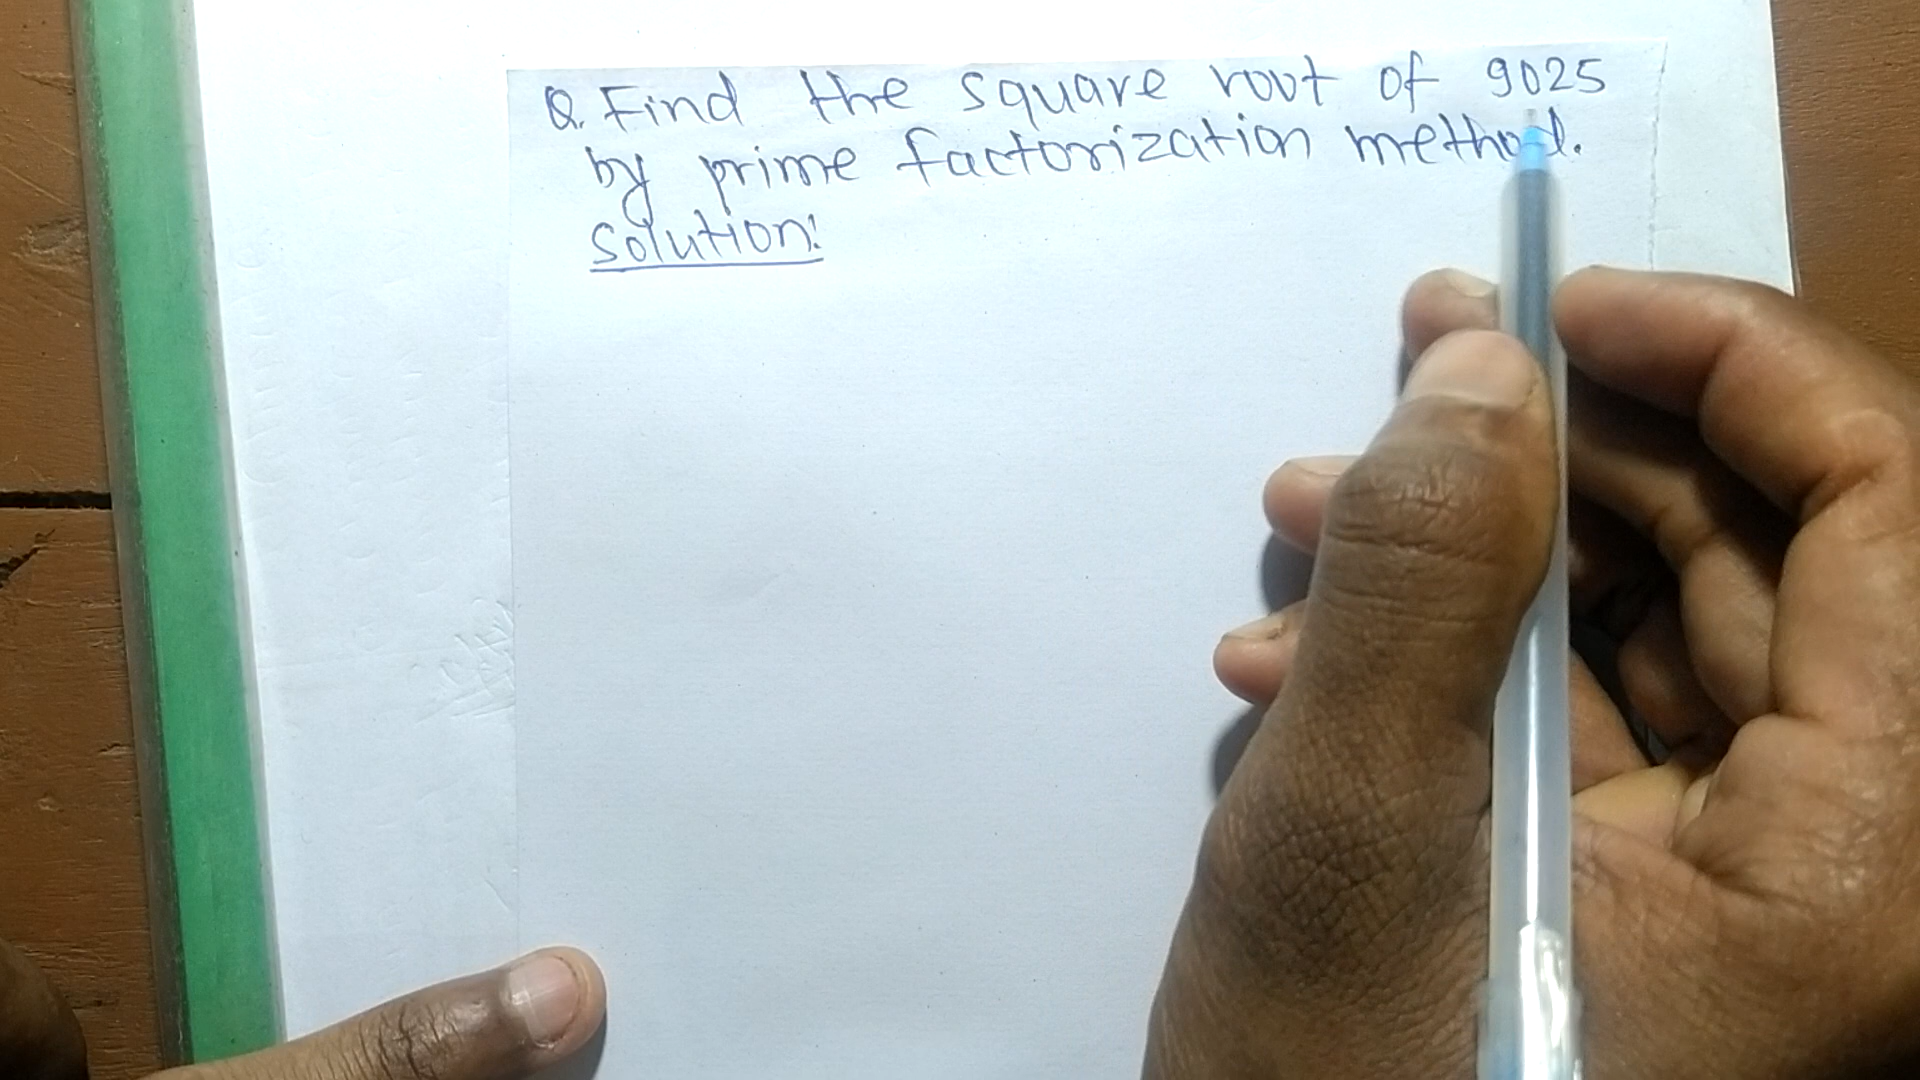 Q. Find the square root of 9025
by prime factorization method.
Solution: